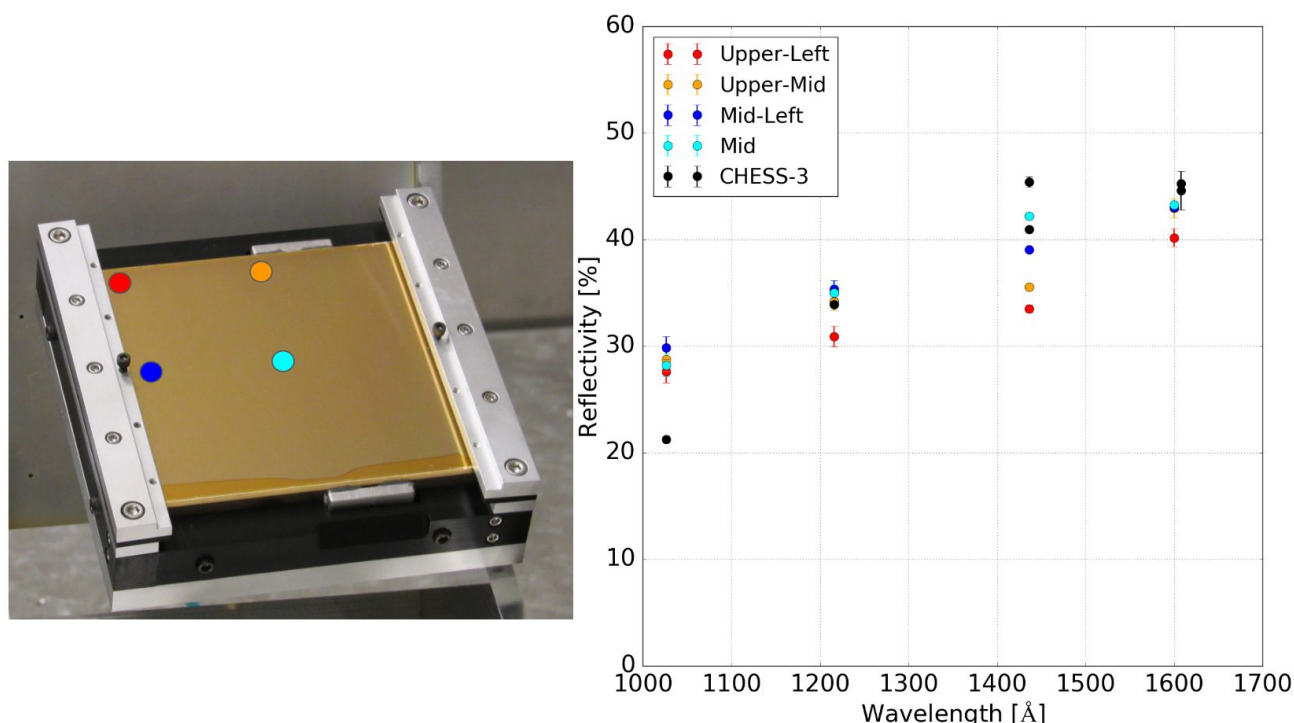 Upper-Left
Upper-Mid
Mid-Left
Mid
CHESS-3
Reflectivity [%]
60
50
40
30
20
10
0
1000 1100 1200 1300 1400 1500 1600 1700
Wavelength [Å]